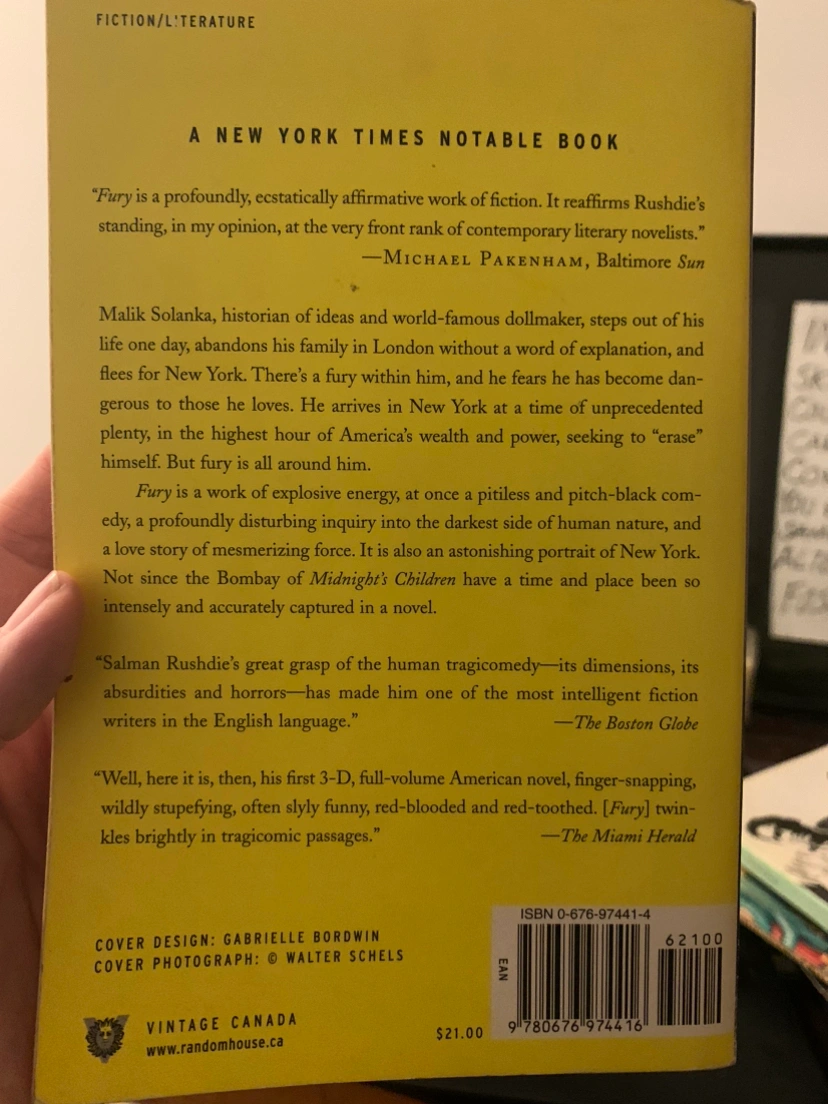 FICTION/LITERATURE
A NEW YORK TIMES NOTABLE BOOK
“Fury is a profoundly, ecstatically affirmative work of fiction. It reaffirms Rushdie’s
standing, in my opinion, at the very front rank of contemporary literary novelists.”
—MICHAEL PAKENHAM, Baltimore Sun
Malik Solanka, historian of ideas and world-famous dollmaker, steps out of his
life one day, abandons his family in London without a word of explanation, and
flees for New York. There’s a fury within him, and he fears he has become dan-
gerous to those he loves. He arrives in New York at a time of unprecedented
plenty, in the highest hour of America’s wealth and power, seeking to “erase”
himself. But fury is all around him.
Fury is a work of explosive energy, at once a pitiless and pitch-black com-
edy, a profoundly disturbing inquiry into the darkest side of human nature, and
a love story of mesmerizing force. It is also an astonishing portrait of New York.
Not since the Bombay of Midnight’s Children have a time and place been so
intensely and accurately captured in a novel.
“Salman Rushdie’s great grasp of the human tragicomedy—its dimensions, its
absurdities and horrors—has made him one of the most intelligent fiction
writers in the English language.” —The Boston Globe
“Well, here it is, then, his first 3-D, full-volume American novel, finger-snapping,
wildly stupefying, often slyly funny, red-blooded and red-toothed. [Fury] twin-
kles brightly in tragicomic passages.” —The Miami Herald
COVER DESIGN: GABRIELLE BORDWIN
COVER PHOTOGRAPH: © WALTER SCHELS
VINTAGE CANADA
www.randomhouse.ca
$21.00
ISBN 0-676-97441-4
62100
EAN
9 780676 974416